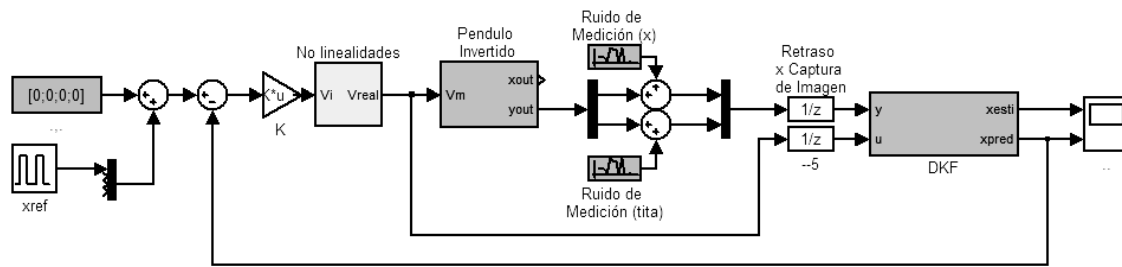 [0;0;0;0]
..
xref
K*u
K
No linealidades
Vi
Vreal
Pendulo
Invertido
Vm
xout
yout
Ruido de
Medición (x)
Ruido de
Medición (tita)
Retraso
x Captura
de Imagen
1/z
1/z
--5
y
u
xesti
xpred
DKF
..